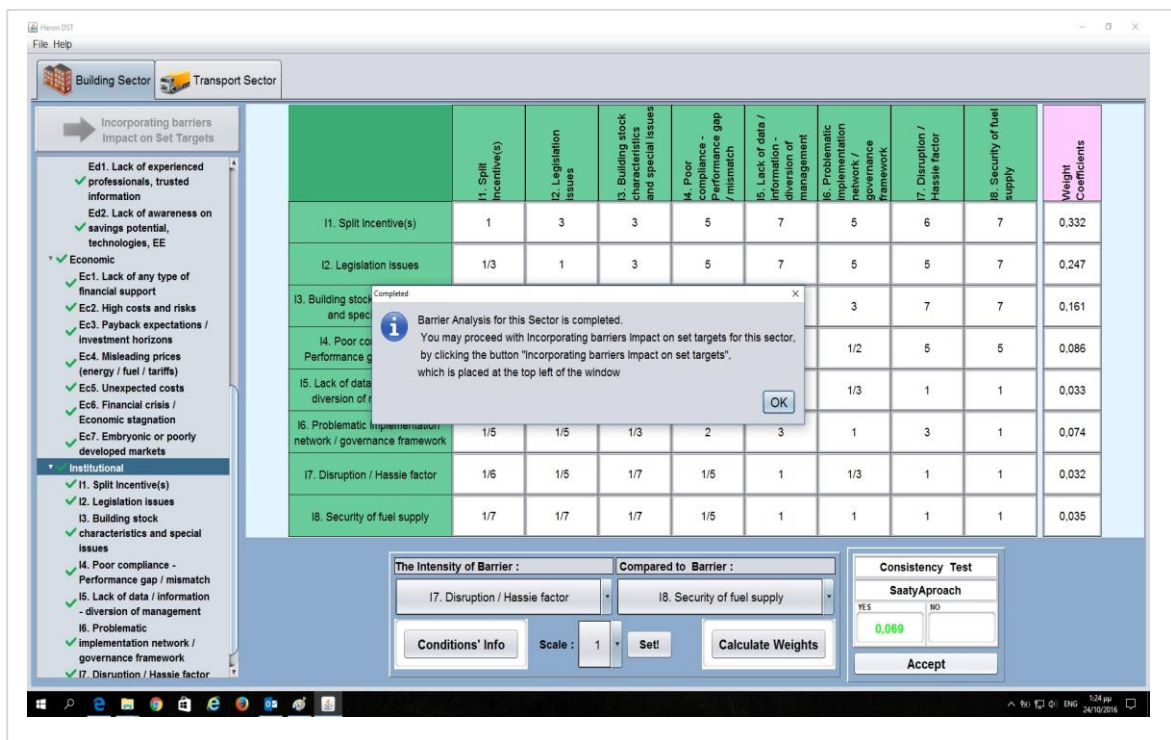 Heron DST
File Help
Building Sector
Transport Sector
Incorporating barriers
Impact on Set Targets
Ed1. Lack of experienced
professionals, trusted
information
Ed2. Lack of awareness on
savings potential,
technologies, EE
Economic
Ec1. Lack of any type of
financial support
Ec2. High costs and risks
Ec3. Payback expectations /
investment horizons
Ec4. Misleading prices
(energy / fuel / tariffs)
Ec5. Unexpected costs
Ec6. Financial crisis /
Economic stagnation
Ec7. Embryonic or poorly
developed markets
Institutional
I1. Split Incentive(s)
I2. Legislation issues
I3. Building stock
characteristics and special
issues
I4. Poor compliance -
Performance gap / mismatch
I5. Lack of data / information
- diversion of management
I6. Problematic
implementation network /
governance framework
I7. Disruption / Hassie factor
I1. Split
Incentive(s)
I2. Legislation
issues
I3. Building stock
characteristics
and special issues
I4. Poor
compliance -
Performance gap
/ mismatch
I5. Lack of data /
information -
diversion of
management
I6. Problematic
implementation
network /
governance
framework
I7. Disruption /
Hassie factor
I8. Security of fuel
supply
Weight
Coefficients
I1. Split Incentive(s) 1 3 3 5 7 5 6 7 0,332
I2. Legislation issues 1/3 1 3 5 7 5 5 7 0,247
I3. Building stock
and speci
3 7 7 0,161
I4. Poor co
Performance g
1/2 5 5 0,086
I5. Lack of data
diversion of
1/3 1 1 0,033
I6. Problematic implementation
network / governance framework
1/5 1/5 1/3 2 3 1 3 1 0,074
I7. Disruption / Hassie factor 1/6 1/5 1/7 1/5 1 1/3 1 1 0,032
I8. Security of fuel supply 1/7 1/7 1/7 1/5 1 1 1 1 0,035
Completed
Barrier Analysis for this Sector is completed.
You may proceed with Incorporating barriers Impact on set targets for this sector,
by clicking the button "Incorporating barriers Impact on set targets",
which is placed at the top left of the window
OK
The Intensity of Barrier :
Compared to Barrier :
I7. Disruption / Hassie factor
I8. Security of fuel supply
Conditions' Info
Scale : 1
Set!
Calculate Weights
Consistency Test
SaatyAproach
YES NO
0,069
Accept
ENG
1:24 μμ
24/10/2016